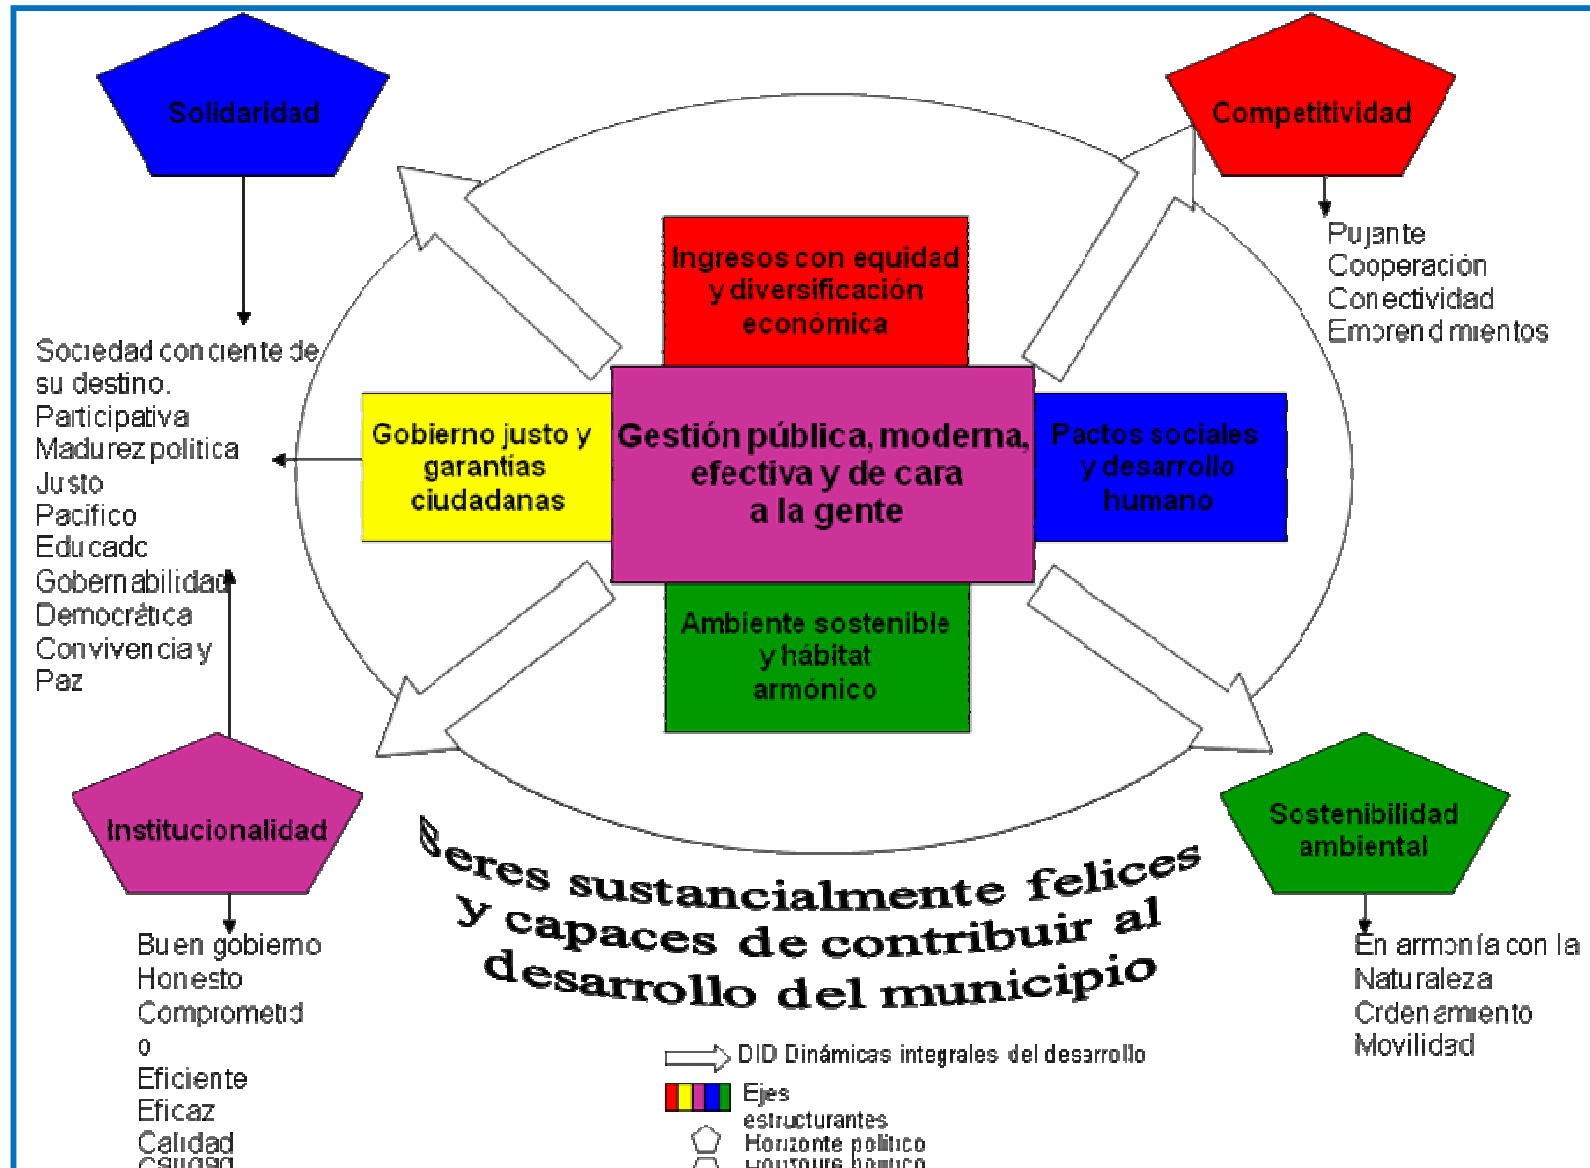 Solidaridad
Competitividad
Pujante
Cooperación
Conectividad
Emprendimientos
Ingresos con equidad
y diversificación
económica
Sociedad conciente de
su destino.
Participativa
Madurez politica
Justo
Pacífico
Educado
Gobernabilidad
Democrática
Convivencia y
Paz
Gobierno justo y
garantías
ciudadanas
Gestión pública, moderna,
efectiva y de cara
a la gente
Pactos sociales
y desarrollo
humano
Ambiente sostenible
y hábitat
armónico
Institucionalidad
Sostenibilidad
ambiental
Seres sustancialmente felices
y capaces de contribuir al
desarrollo del municipio
Buen gobierno
Honesto
Comprometid
o
Eficiente
Eficaz
Calidad
En armonía con la
Naturaleza
Ordenamiento
Movilidad
DID Dinámicas integrales del desarrollo
Ejes
estructurantes
Horizonte político